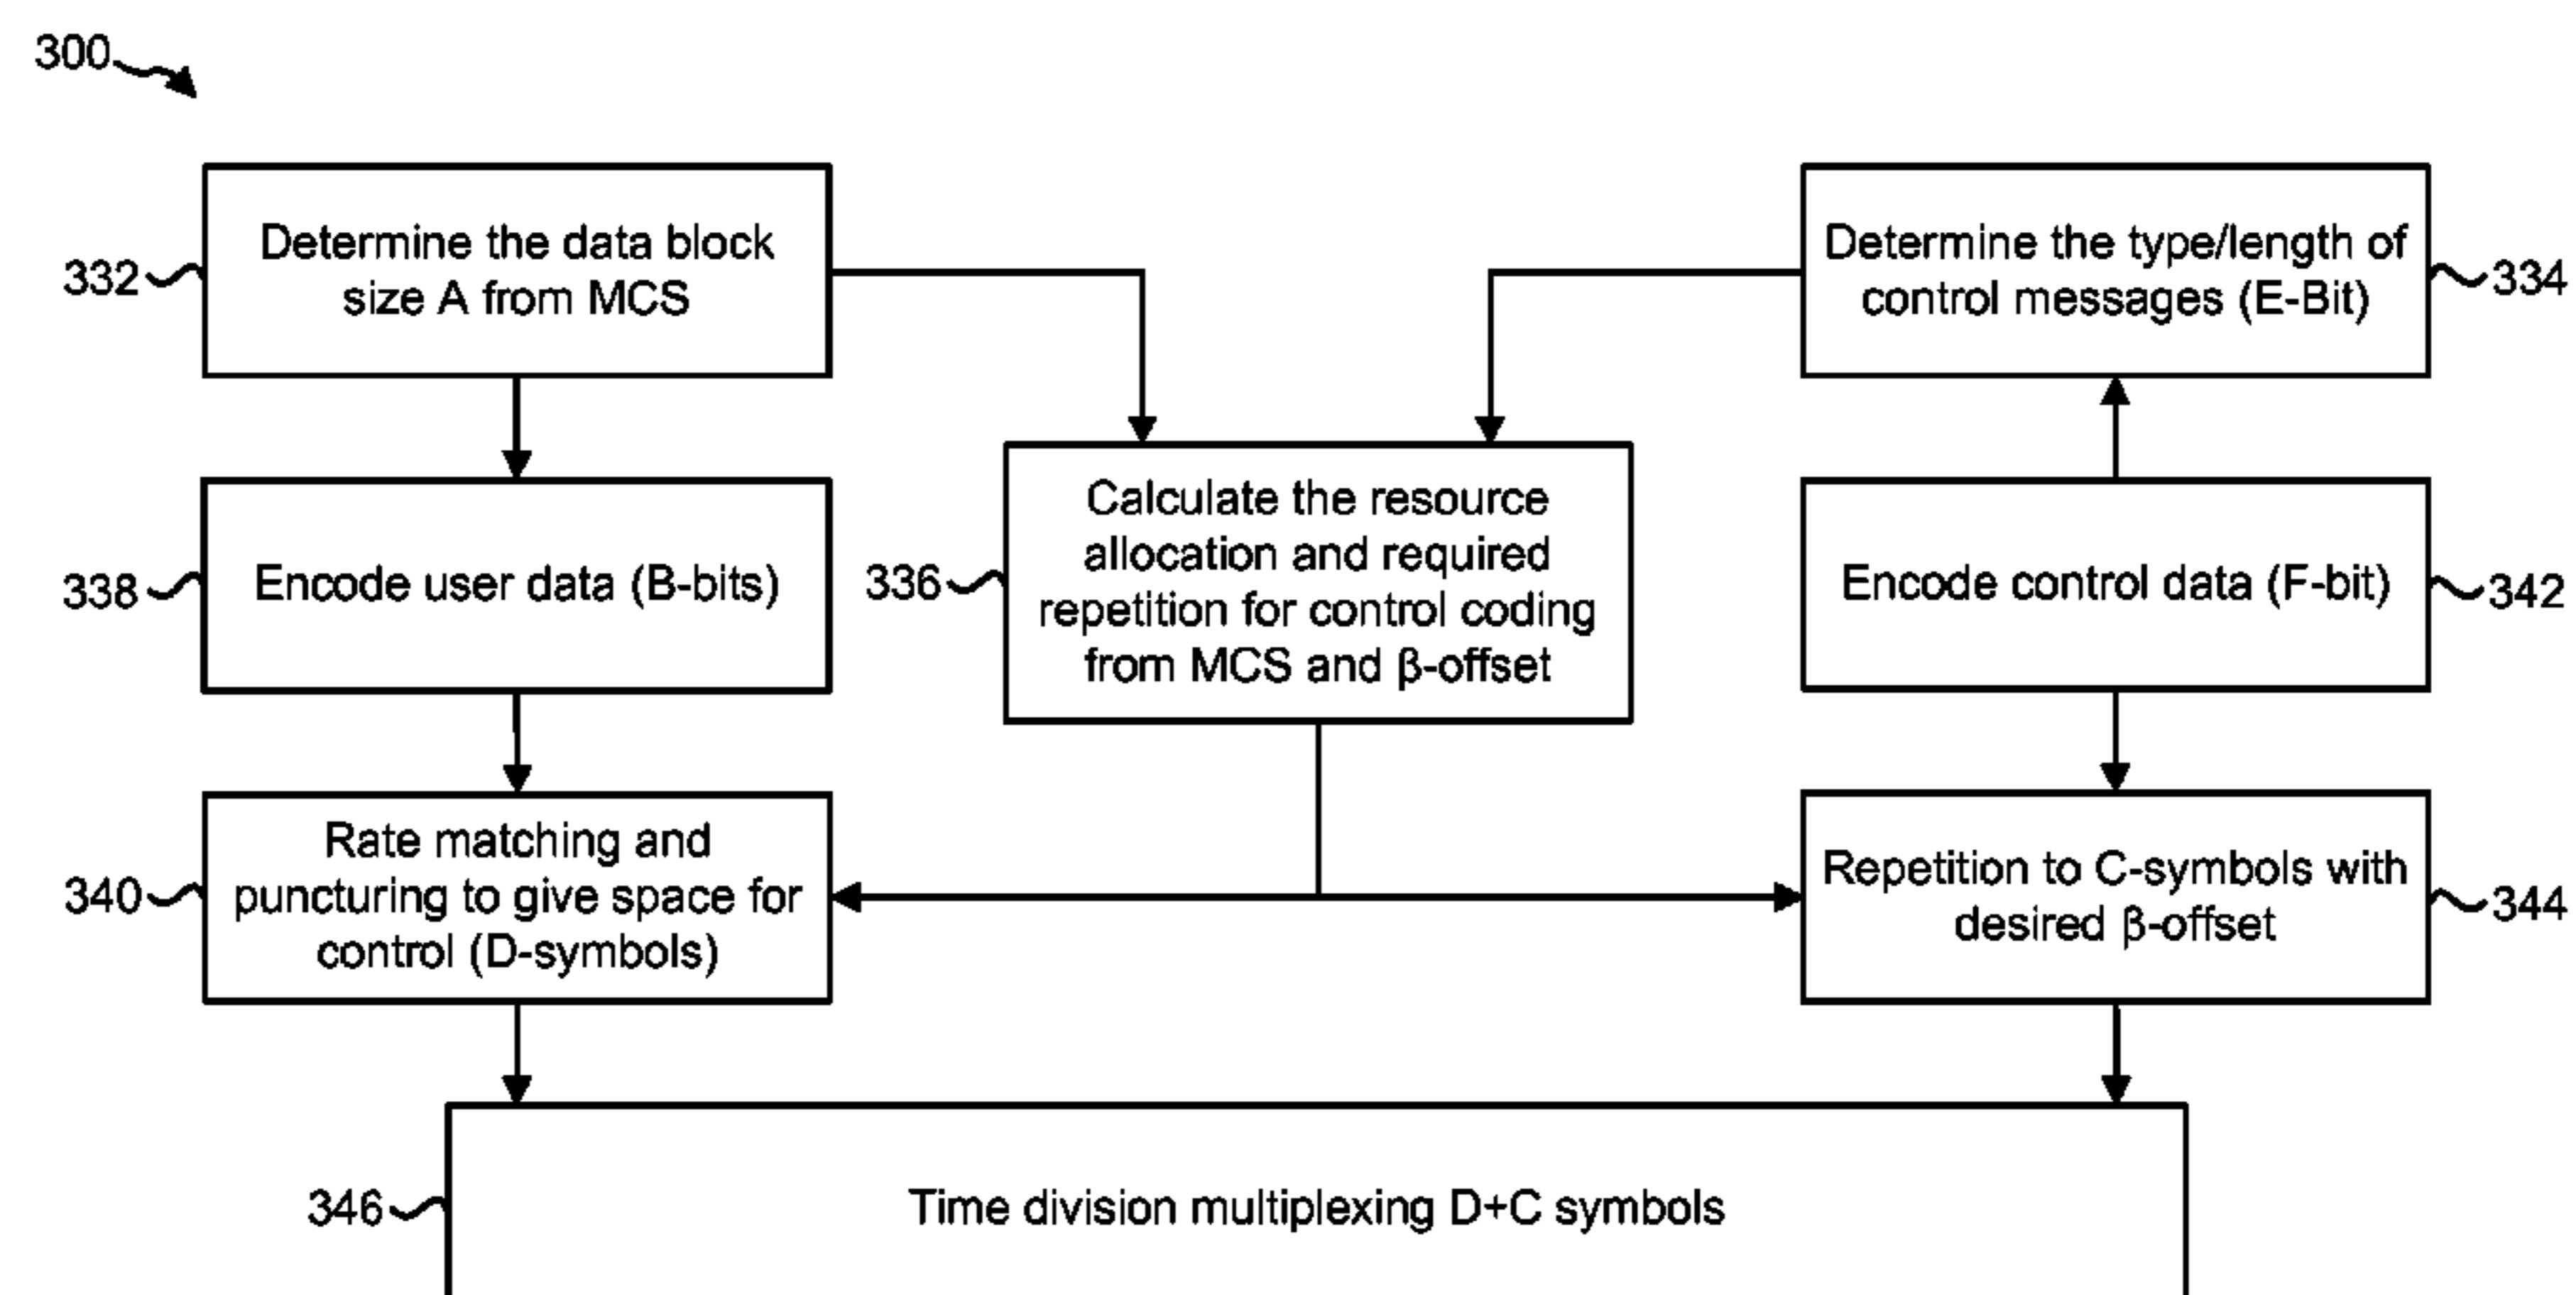 300
332
Determine the data block
size A from MCS
Determine the type/length of
control messages (E-Bit)
334
338
Encode user data (B-bits)
336
Calculate the resource
allocation and required
repetition for control coding
from MCS and β-offset
Encode control data (F-bit)
342
340
Rate matching and
puncturing to give space for
control (D-symbols)
Repetition to C-symbols with
desired β-offset
344
346
Time division multiplexing D+C symbols